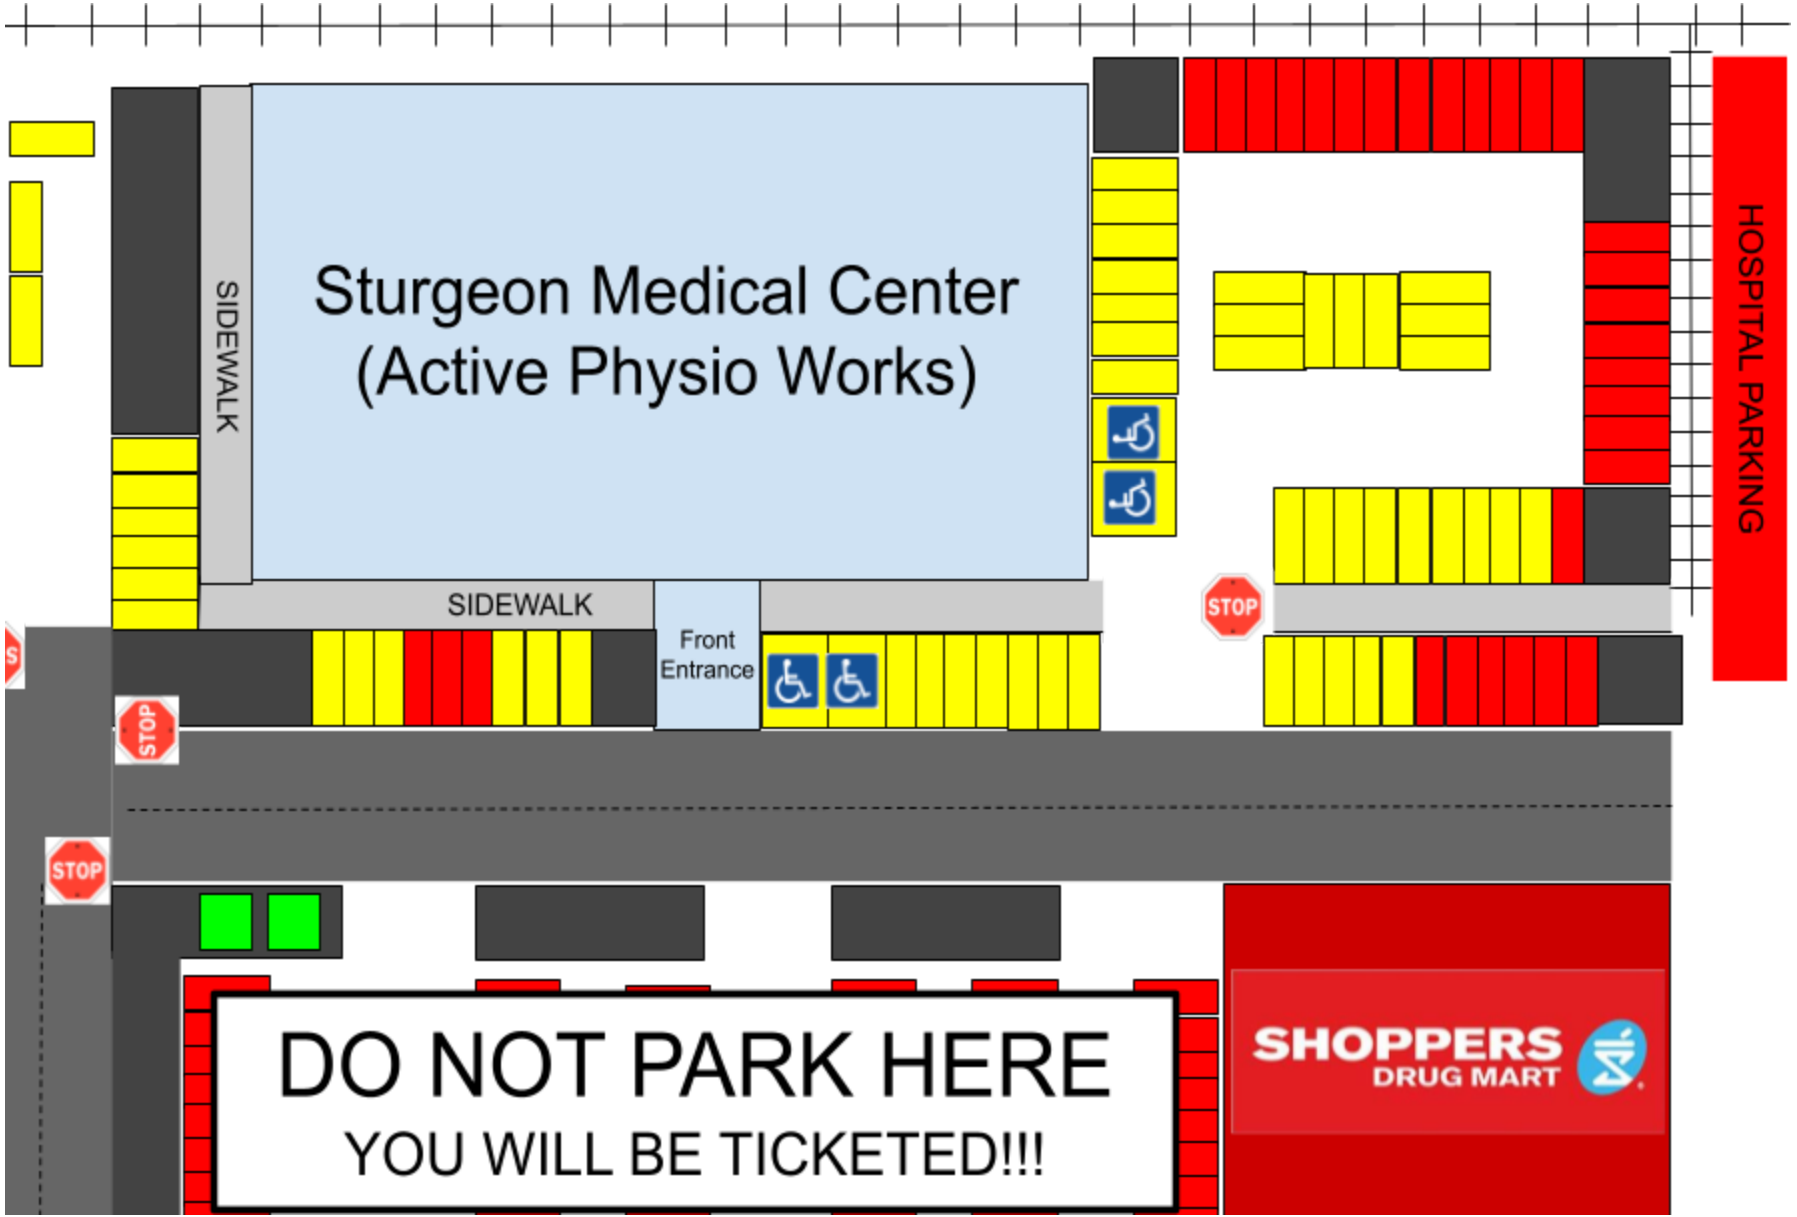 Sturgeon Medical Center
(Active Physio Works)
SIDEWALK
HOSPITAL PARKING
SIDEWALK
STOP
Front
Entrance
S
STOP
STOP
DO NOT PARK HERE
YOU WILL BE TICKETED!!!
SHOPPERS
DRUG MART